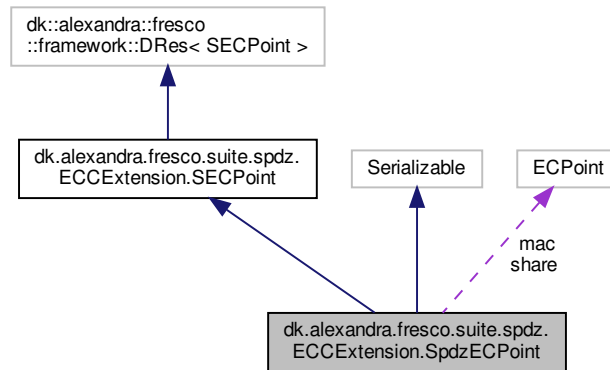 dk::alexandra::fresco
::framework::DRes< SECPoint >
dk.alexandra.fresco.suite.spdz.
ECCExtension.SECPoint
Serializable
ECPoint
mac
share
dk.alexandra.fresco.suite.spdz.
ECCExtension.SpdzECPoint